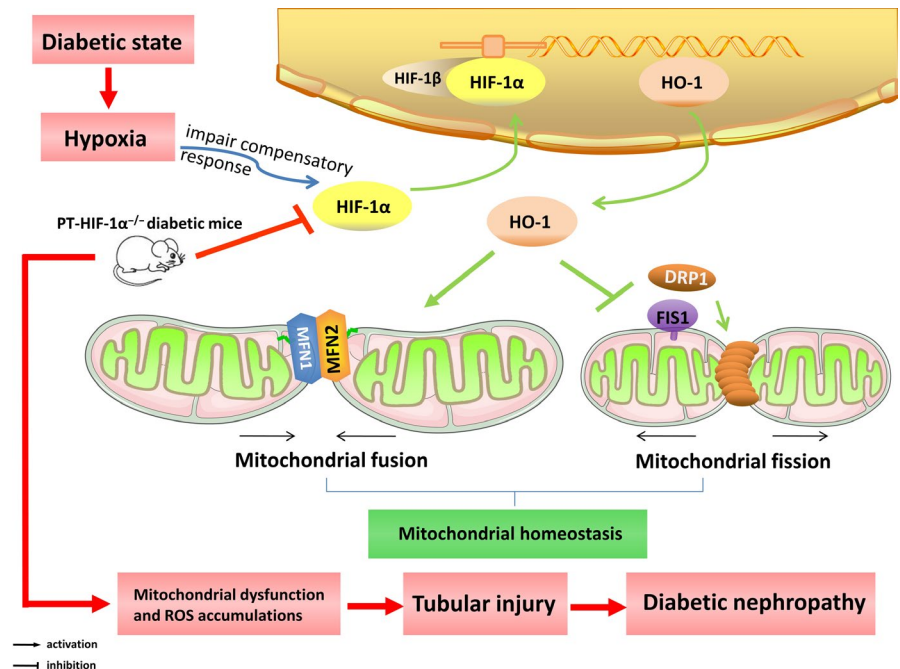 Diabetic state
HIF-1β
HIF-1α
HO-1
Hypoxia
impair compensatory
response
HIF-1α
PT-HIF-1α⁻/⁻ diabetic mice
HO-1
DRP1
FIS1
MFN1
MFN2
Mitochondrial fusion
Mitochondrial fission
Mitochondrial homeostasis
Mitochondrial dysfunction
and ROS accumulations
Tubular injury
Diabetic nephropathy
activation
inhibition